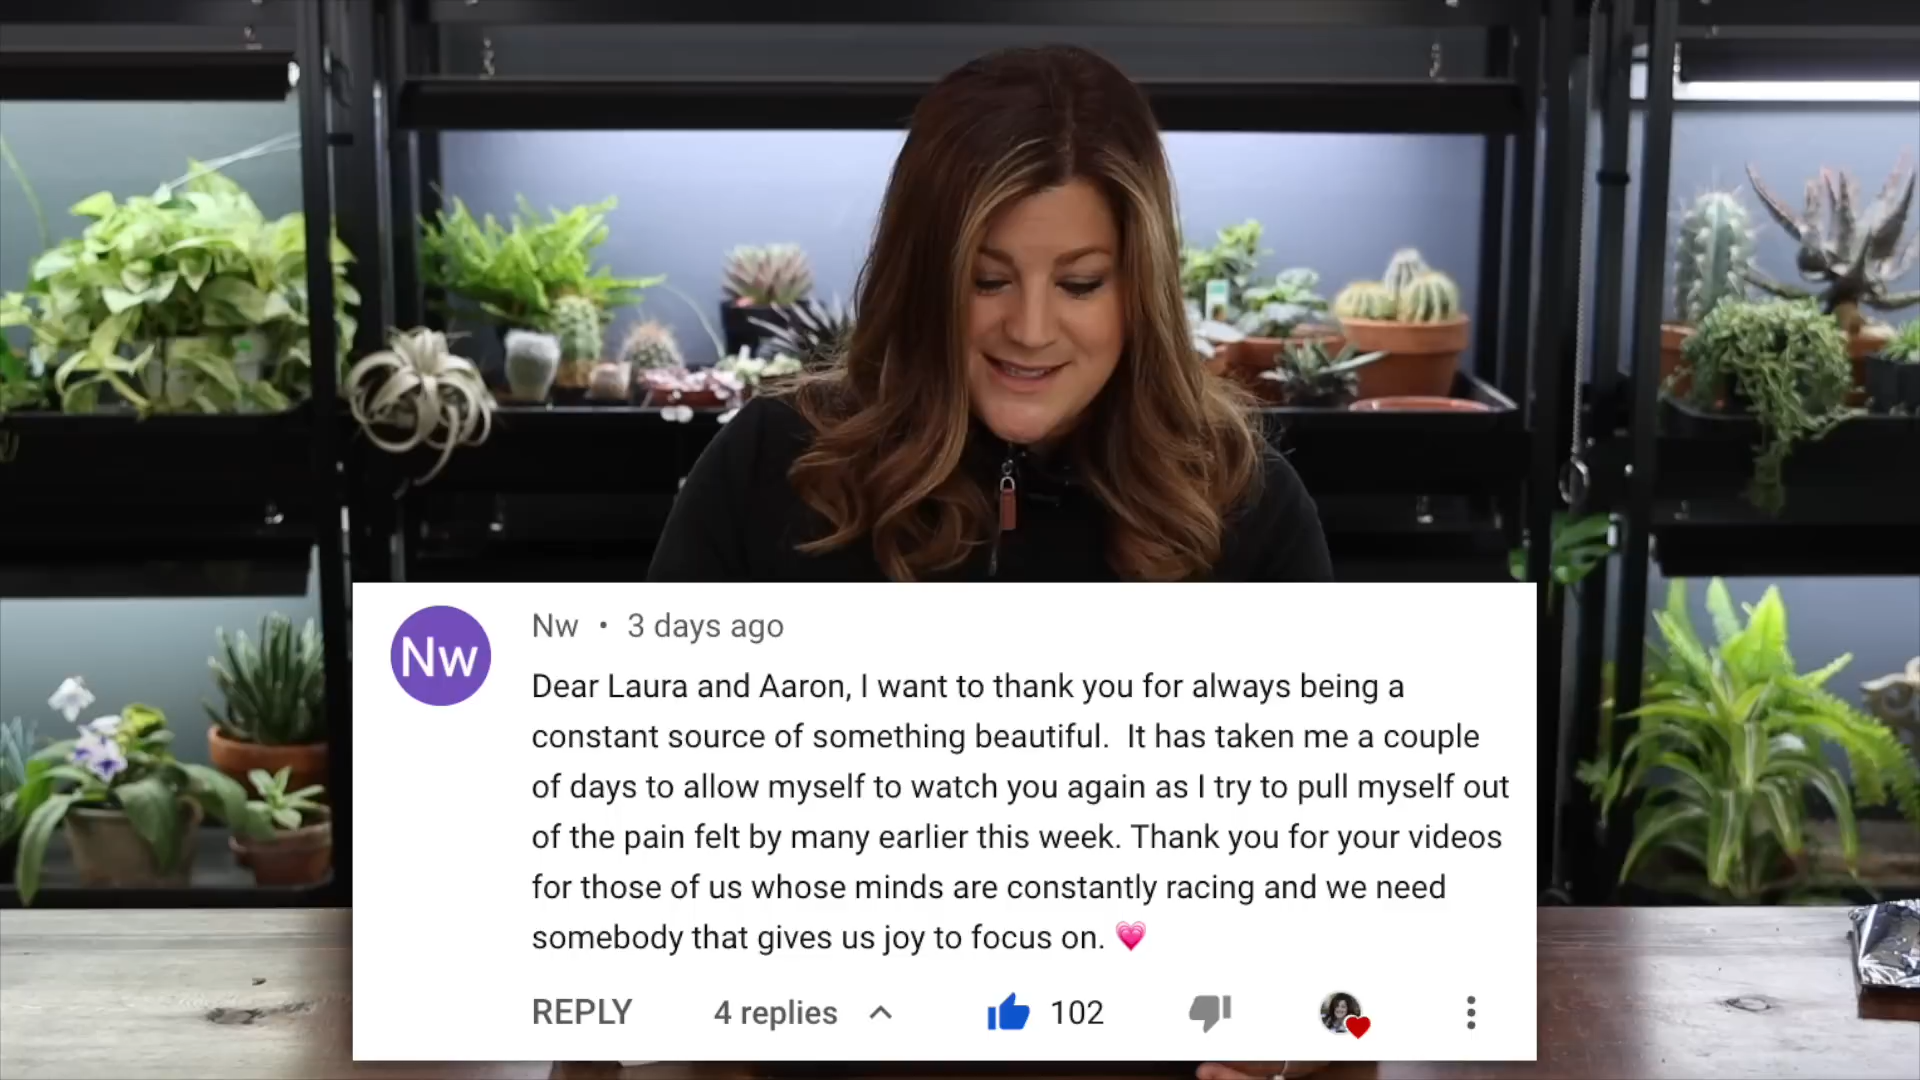 Nw
Nw • 3 days ago
Dear Laura and Aaron, I want to thank you for always being a
constant source of something beautiful.  It has taken me a couple
of days to allow myself to watch you again as I try to pull myself out
of the pain felt by many earlier this week. Thank you for your videos
for those of us whose minds are constantly racing and we need
somebody that gives us joy to focus on. 💗
REPLY 4 replies 102